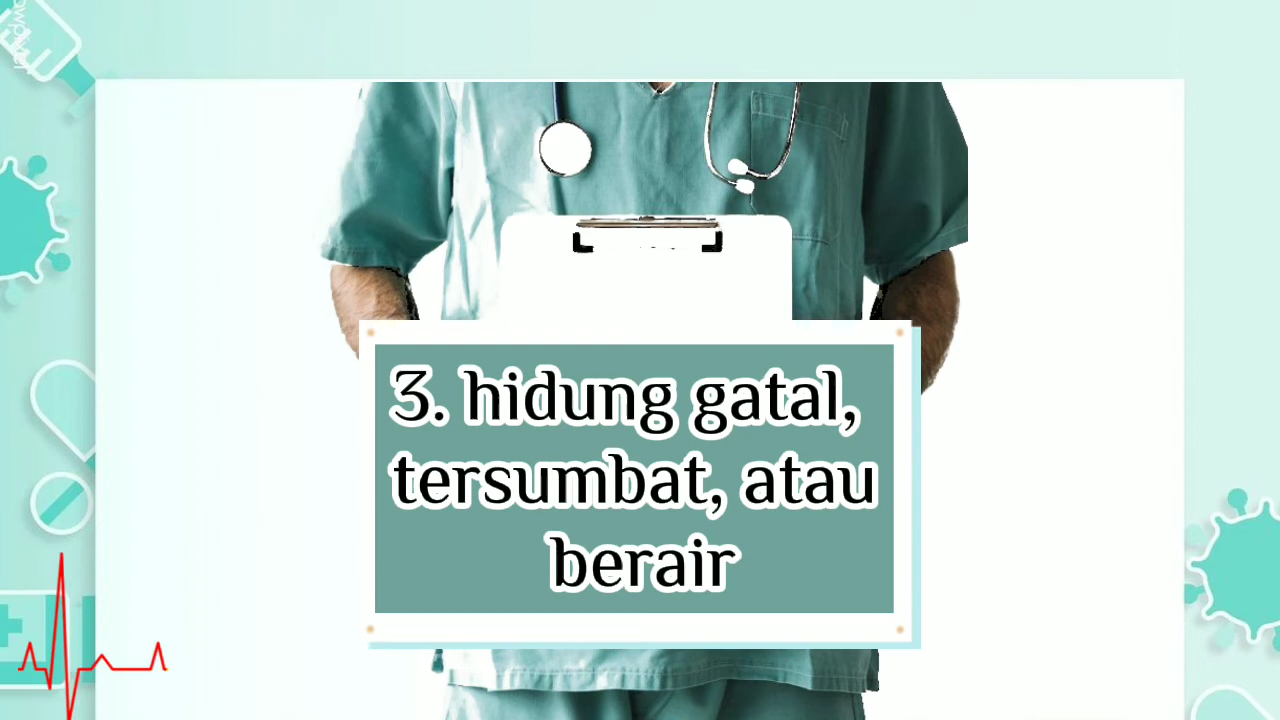 3. hidung gatal,
tersumbat, atau
berair